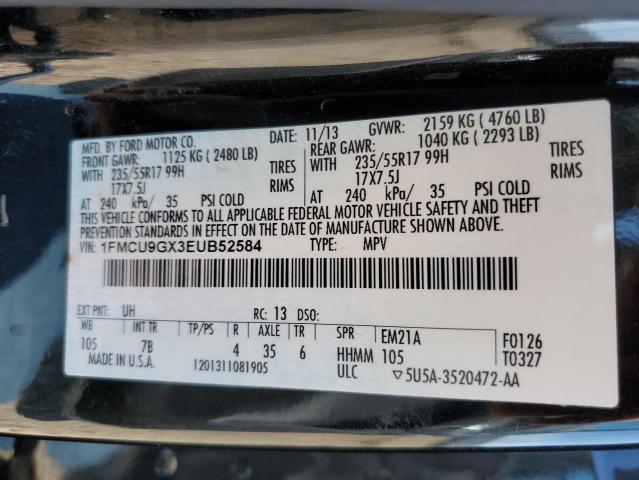 MFD. BY FORD MOTOR CO.
DATE: 11/13 GVWR: 2159 KG ( 4760 LB)
FRONT GAWR: 1125 KG ( 2480 LB) REAR GAWR: 1040 KG ( 2293 LB)
WITH 235/55R17 99H TIRES WITH 235/55R17 99H TIRES
17X7.5J RIMS 17X7.5J RIMS
AT 240 kPa/ 35 PSI COLD AT 240 kPa/ 35 PSI COLD
THIS VEHICLE CONFORMS TO ALL APPLICABLE FEDERAL MOTOR VEHICLE SAFETY AND THEFT
PREVENTION STANDARDS IN EFFECT ON THE DATE OF MANUFACTURE SHOWN ABOVE.
VIN: 1FMCU9GX3EUB52584 TYPE: MPV
EXT PNT: UH RC: 13 DSO:
WB INT TR TP/PS R AXLE TR SPR EM21A F0126
105 7B 4 35 6 HHMM 105 T0327
MADE IN U.S.A. 1201311081905 ULC ▽5U5A-3520472-AA